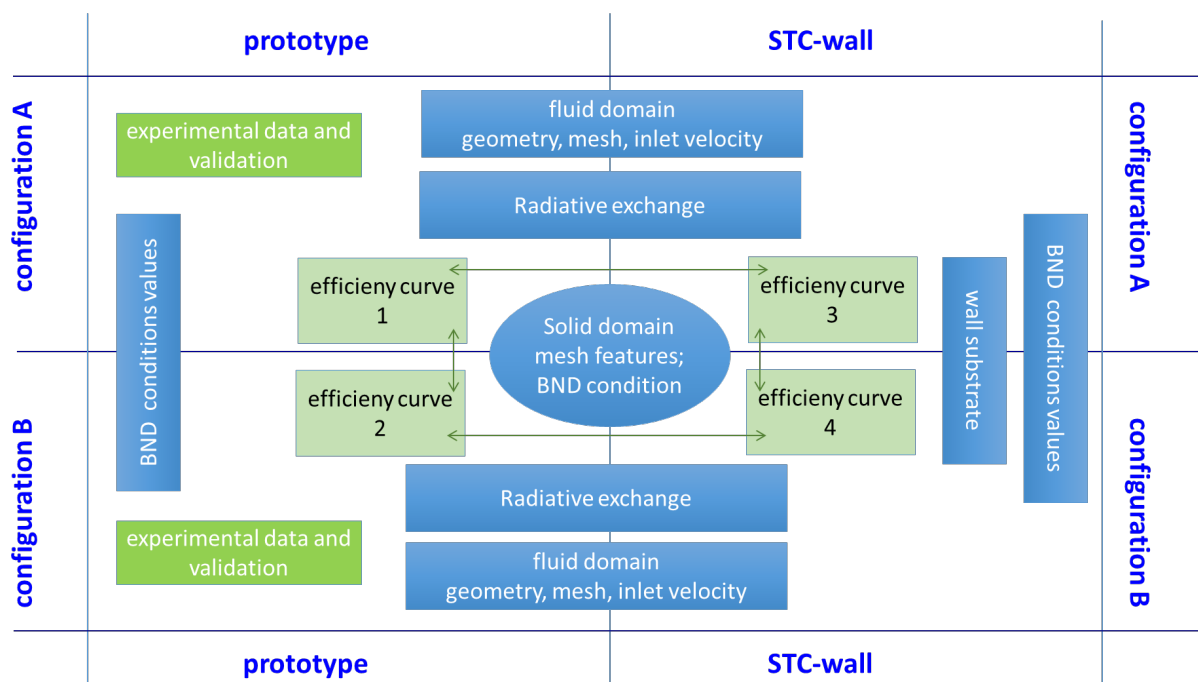 prototype
STC-wall
configuration A
experimental data and
validation
fluid domain
geometry, mesh, inlet velocity
configuration A
Radiative exchange
BND  conditions values
efficieny curve
1
Solid domain
mesh features;
BND condition
efficieny curve
3
wall substrate
BND  conditions values
efficieny curve
2
efficieny curve
4
configuration B
Radiative exchange
configuration B
experimental data and
validation
fluid domain
geometry, mesh, inlet velocity
prototype
STC-wall